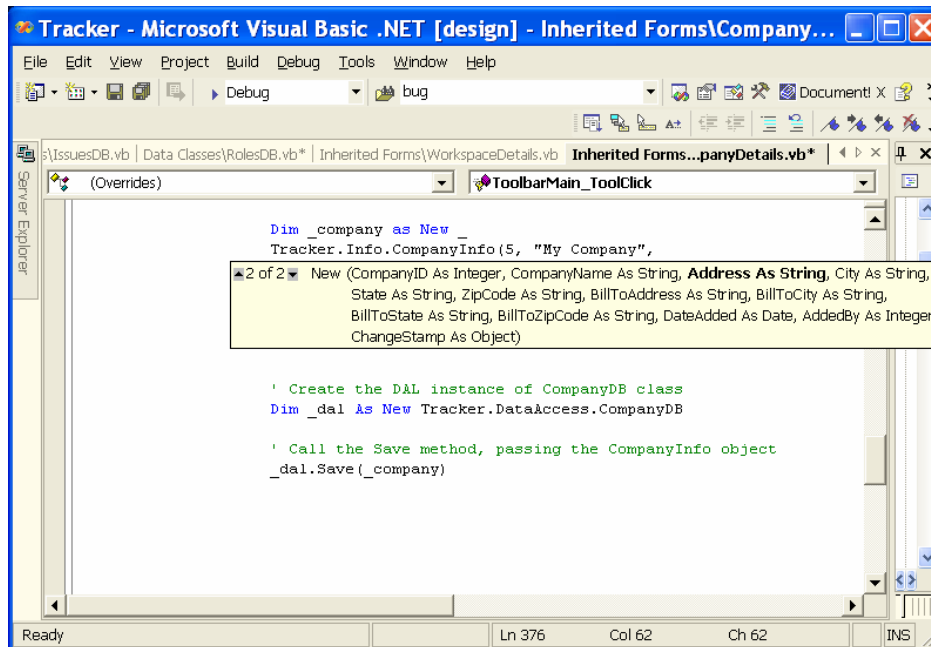 Tracker - Microsoft Visual Basic .NET [design] - Inherited Forms\Company...
File Edit View Project Build Debug Tools Window Help
Debug bug Document! X
s\IssuesDB.vb Data Classes\RolesDB.vb* Inherited Forms\WorkspaceDetails.vb Inherited Forms...panyDetails.vb*
Server Explorer
(Overrides) ToolbarMain_ToolClick
Dim _company as New _
Tracker.Info.CompanyInfo(5, "My Company",
2 of 2 New (CompanyID As Integer, CompanyName As String, Address As String, City As String,
State As String, ZipCode As String, BillToAddress As String, BillToCity As String,
BillToState As String, BillToZipCode As String, DateAdded As Date, AddedBy As Integer
ChangeStamp As Object)
' Create the DAL instance of CompanyDB class
Dim _dal As New Tracker.DataAccess.CompanyDB
' Call the Save method, passing the CompanyInfo object
_dal.Save(_company)
Ready Ln 376 Col 62 Ch 62 INS